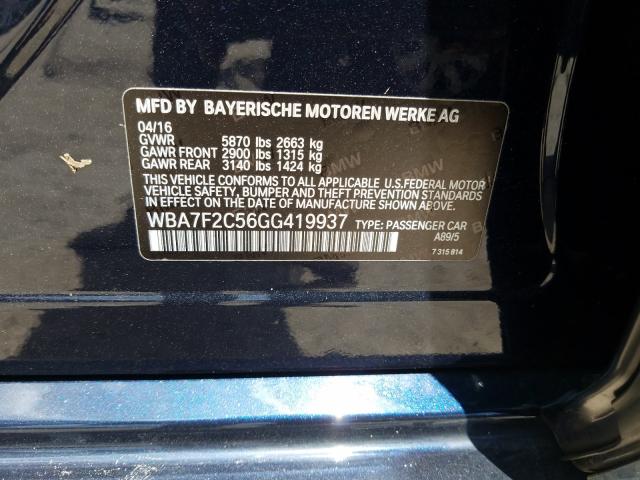 MFD BY BAYERISCHE MOTOREN WERKE AG
04/16
GVWR 5870 lbs 2663 kg
GAWR FRONT 2900 lbs 1315 kg
GAWR REAR 3140 lbs 1424 kg
THIS VEHICLE CONFORMS TO ALL APPLICABLE U.S.FEDERAL MOTOR
VEHICLE SAFETY, BUMPER AND THEFT PREVENTION STANDARDS
IN EFFECT ON THE DATE OF MANUFACTURE SHOWN ABOVE.
WBA7F2C56GG419937 TYPE: PASSENGER CAR
A89/5
7 315 814